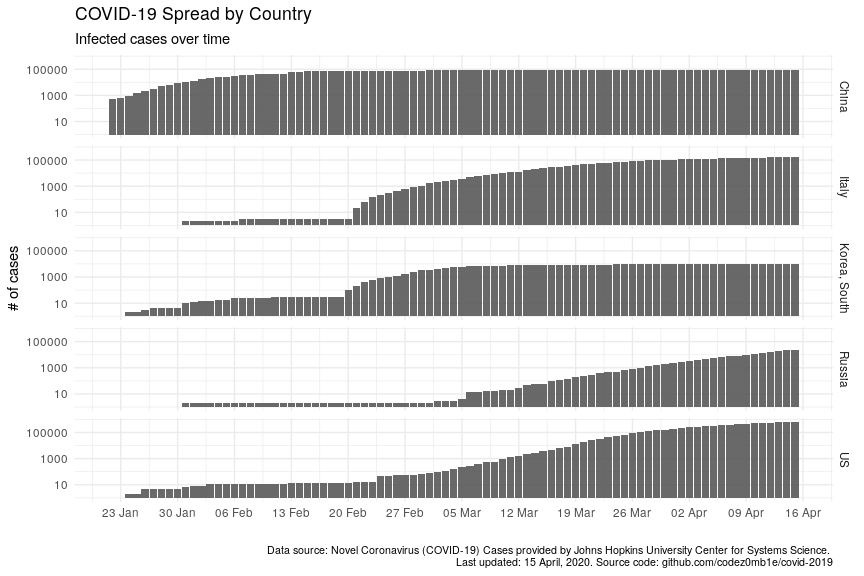 COVID-19 Spread by Country
Infected cases over time
# of cases
100000
1000
10
China
100000
1000
10
Italy
100000
1000
10
Korea, South
100000
1000
10
Russia
100000
1000
10
US
23 Jan 30 Jan 06 Feb 13 Feb 20 Feb 27 Feb 05 Mar 12 Mar 19 Mar 26 Mar 02 Apr 09 Apr 16 Apr
Data source: Novel Coronavirus (COVID-19) Cases provided by Johns Hopkins University Center for Systems Science.
Last updated: 15 April, 2020. Source code: github.com/codez0mb1e/covid-2019